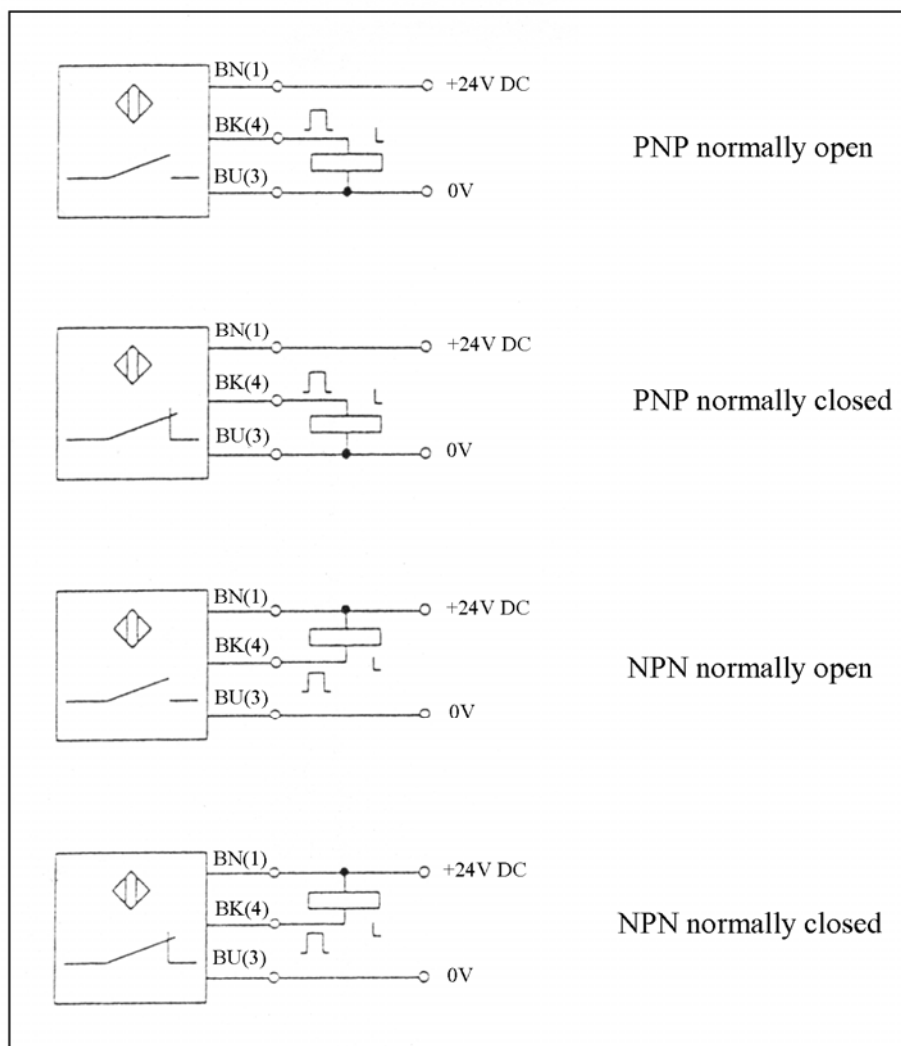 BN(1)
+24V DC
BK(4)
L
PNP normally open
BU(3)
0V
BN(1)
+24V DC
BK(4)
L
PNP normally closed
BU(3)
0V
BN(1)
+24V DC
BK(4)
L
NPN normally open
BU(3)
0V
BN(1)
+24V DC
BK(4)
L
NPN normally closed
BU(3)
0V